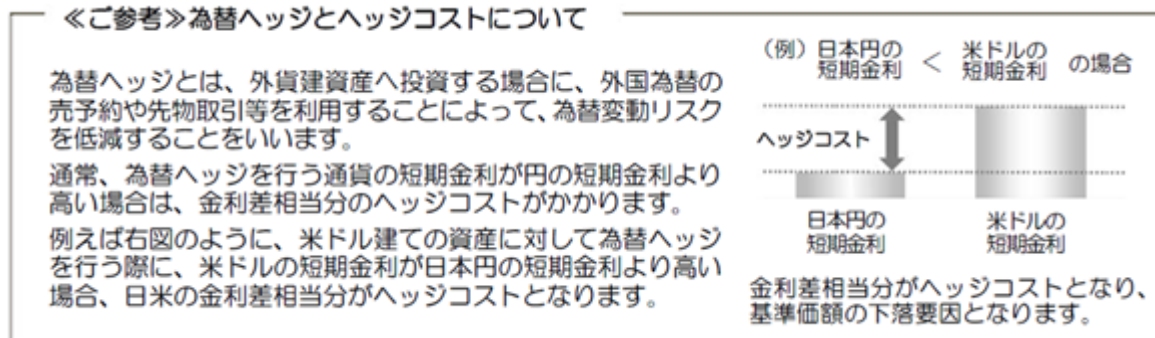 ≪ご参考≫為替ヘッジとヘッジコストについて
為替ヘッジとは、外貨建資産へ投資する場合に、外国為替の
売予約や先物取引等を利用することによって、為替変動リスク
を低減することをいいます。
通常、為替ヘッジを行う通貨の短期金利が円の短期金利より
高い場合は、金利差相当分のヘッジコストがかかります。
例えば右図のように、米ドル建ての資産に対して為替ヘッジ
を行う際に、米ドルの短期金利が日本円の短期金利より高い
場合、日米の金利差相当分がヘッジコストとなります。
(例)日本円の短期金利 < 米ドルの短期金利 の場合
ヘッジコスト
日本円の
短期金利
米ドルの
短期金利
金利差相当分がヘッジコストとなり、
基準価額の下落要因となります。